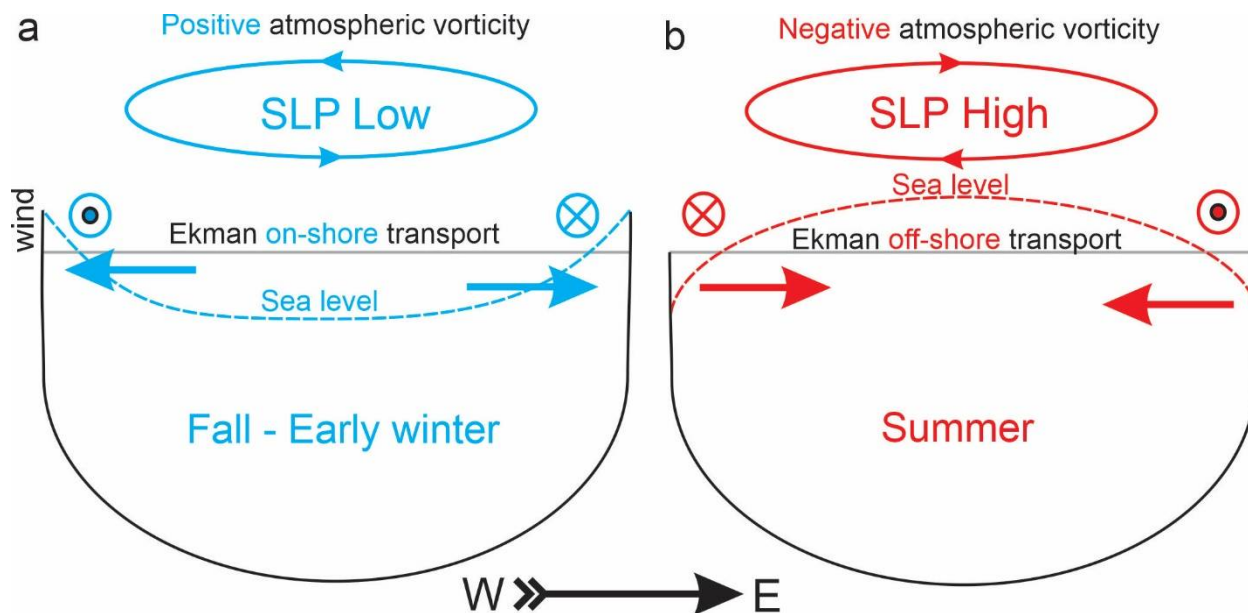 a
Positive atmospheric vorticity
SLP Low
wind
Ekman on-shore transport
Sea level
Fall - Early winter
b
Negative atmospheric vorticity
SLP High
Sea level
Ekman off-shore transport
Summer
W
E